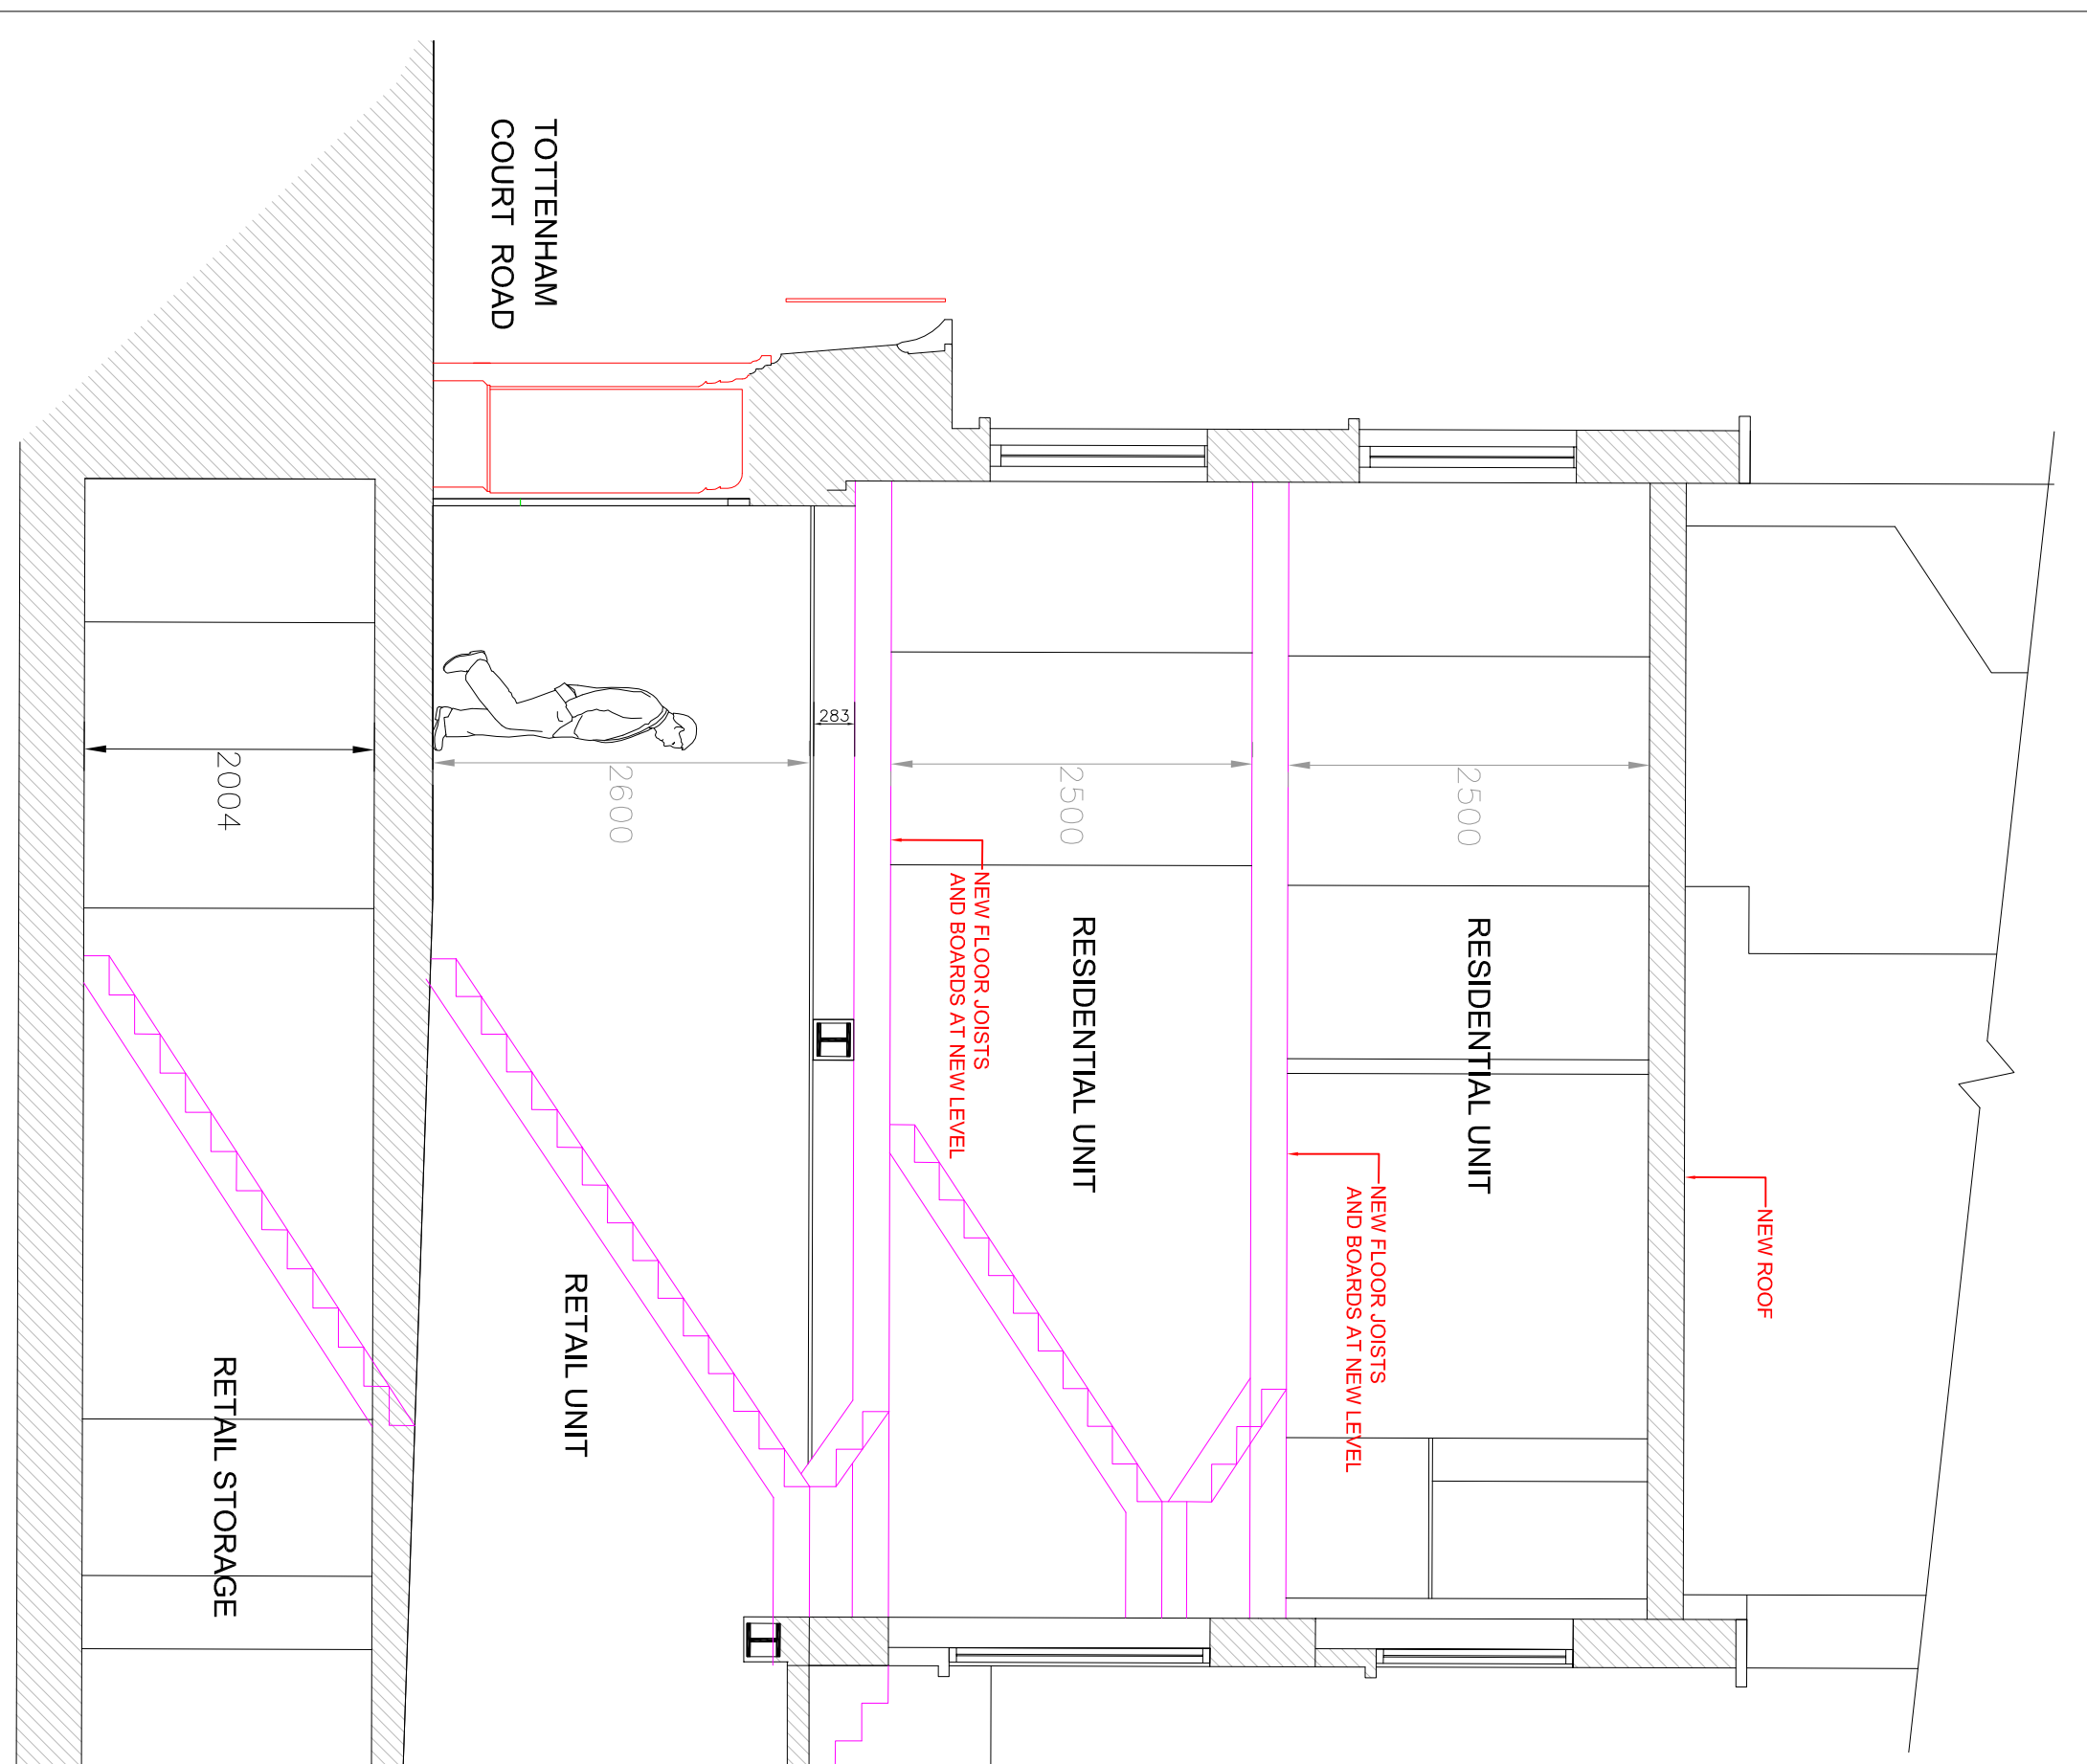 NEW ROOF
RESIDENTIAL UNIT
2500
NEW FLOOR JOISTS
AND BOARDS AT NEW LEVEL
RESIDENTIAL UNIT
2500
NEW FLOOR JOISTS
AND BOARDS AT NEW LEVEL
283
TOTTENHAM
COURT ROAD
2600
RETAIL UNIT
2004
RETAIL STORAGE